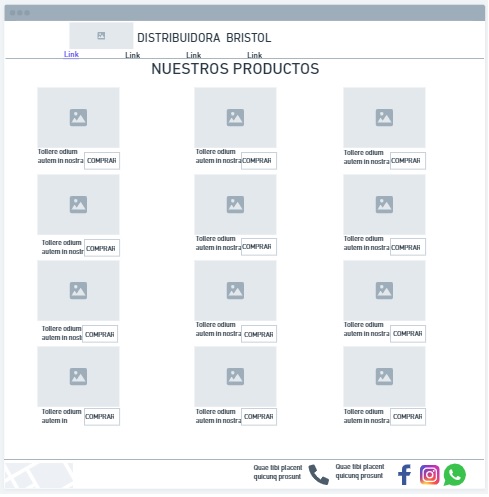 DISTRIBUIDORA BRISTOL
Link Link Link Link
NUESTROS PRODUCTOS
Tollere odium
autem in nostra
COMPRAR
Tollere odium
autem in nostra
COMPRAR
Tollere odium
autem in nostra
COMPRAR
Tollere odium
autem in nostr
COMPRAR
Tollere odium
autem in nostra
COMPRAR
Tollere odium
autem in nostra
COMPRAR
Tollere odium
autem in nost
COMPRAR
Tollere odium
autem in nostra
COMPRAR
Tollere odium
autem in nostra
COMPRAR
Tollere odium
autem in
COMPRAR
Tollere odium
autem in nostra
COMPRAR
Tollere odium
autem in nostra
COMPRAR
Quae tibi placent
quicunq prosunt
Quae tibi placent
quicunq prosunt